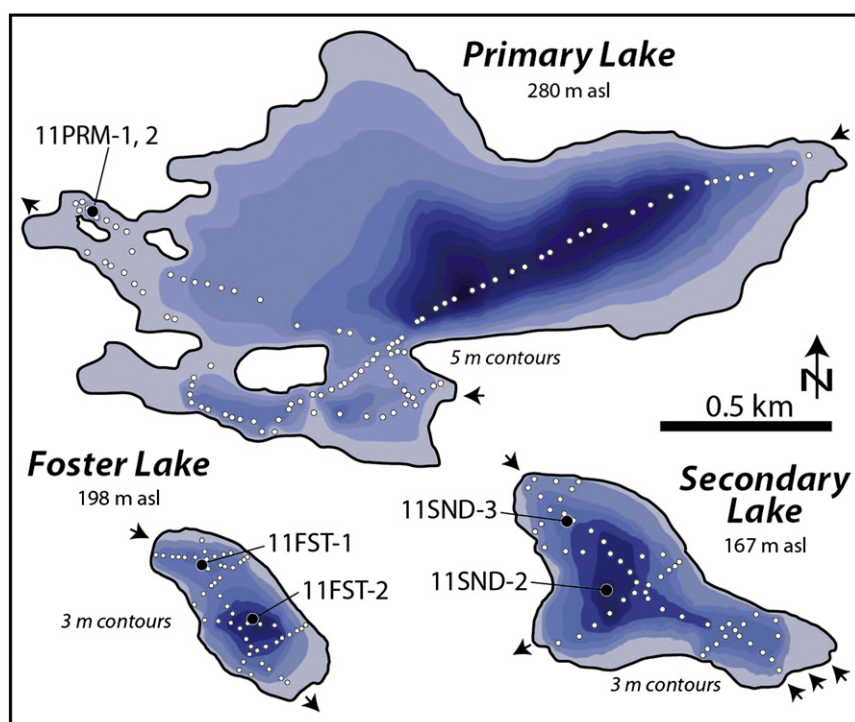 Primary Lake
280 m asl
11PRM-1, 2
5 m contours
N
0.5 km
Foster Lake
198 m asl
11FST-1
11FST-2
3 m contours
Secondary
Lake
167 m asl
11SND-3
11SND-2
3 m contours